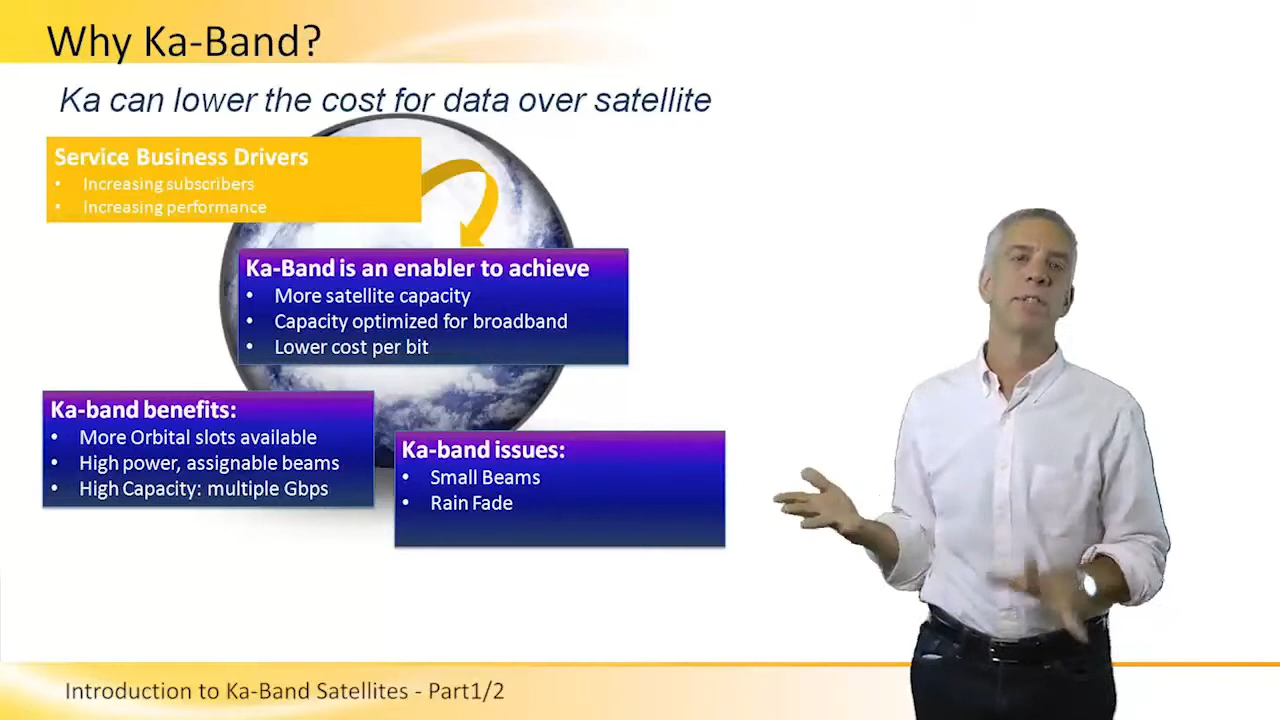 Why Ka-Band?
Ka can lower the cost for data over satellite
Service Business Drivers
• Increasing subscribers
• Increasing performance
Ka-Band is an enabler to achieve
• More satellite capacity
• Capacity optimized for broadband
• Lower cost per bit
Ka-band benefits:
• More Orbital slots available
• High power, assignable beams
• High Capacity: multiple Gbps
Ka-band issues:
• Small Beams
• Rain Fade
Introduction to Ka-Band Satellites - Part1/2